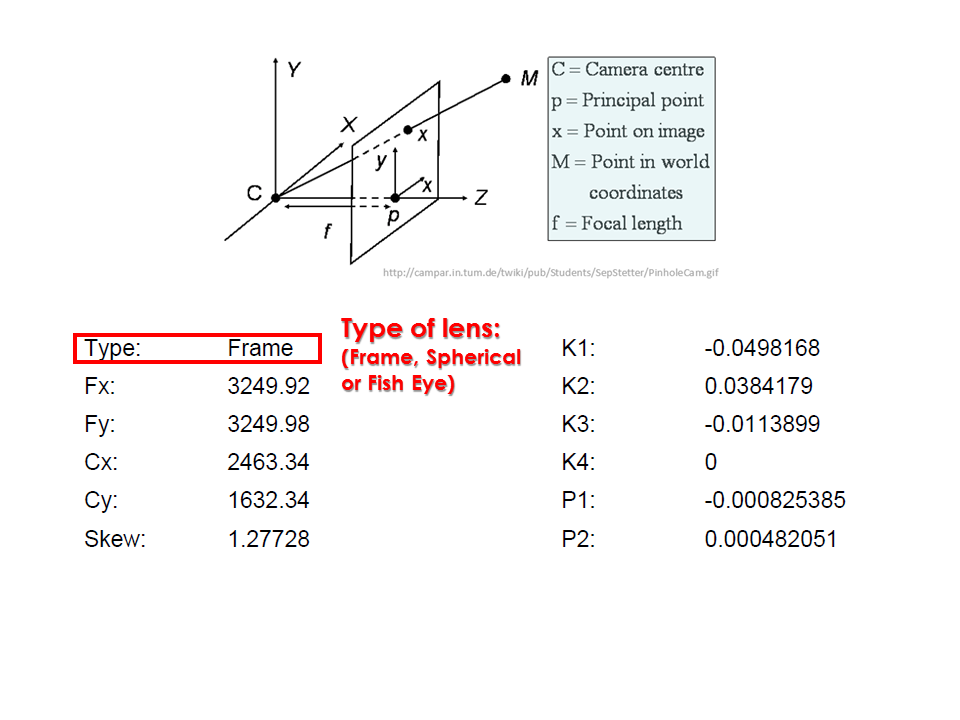 Y
M
X
x
y
x
C
Z
p
f
C = Camera centre
p = Principal point
x = Point on image
M = Point in world
coordinates
f = Focal length
http://campar.in.tum.de/twiki/pub/Students/SepStetter/PinholeCam.gif
Type: Frame
Fx: 3249.92
Fy: 3249.98
Cx: 2463.34
Cy: 1632.34
Skew: 1.27728
Type of lens:
(Frame, Spherical
or Fish Eye)
K1: -0.0498168
K2: 0.0384179
K3: -0.0113899
K4: 0
P1: -0.000825385
P2: 0.000482051